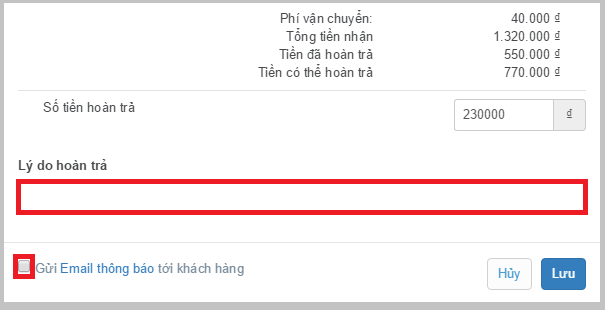 Phí vận chuyển: 40.000 ₫
Tổng tiền nhận 1.320.000 ₫
Tiền đã hoàn trả 550.000 ₫
Tiền có thể hoàn trả 770.000 ₫
Số tiền hoàn trả 230000 ₫
Lý do hoàn trả
Gửi Email thông báo tới khách hàng Hủy Lưu